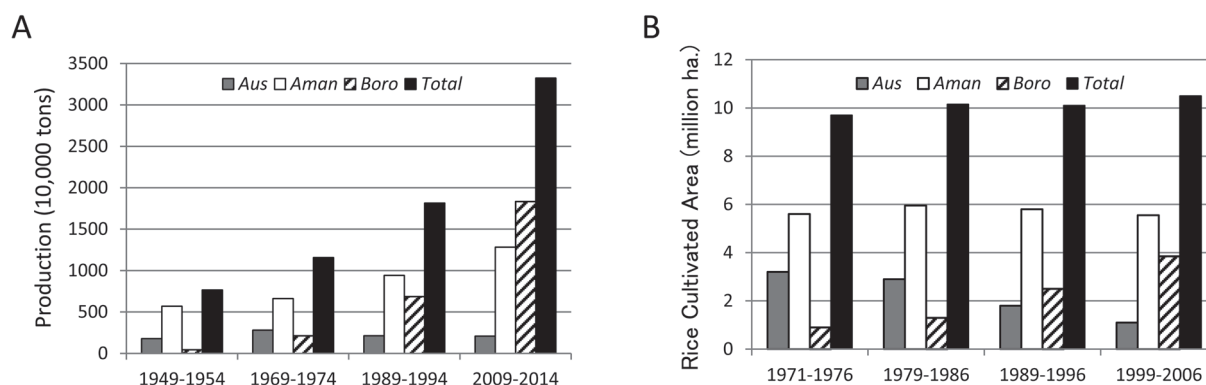 A
Production (10,000 tons)
3500
3000
2500
2000
1500
1000
500
0
Aus Aman Boro Total
1949-1954 1969-1974 1989-1994 2009-2014
B
Rice Cultivated Area (million ha.)
12
10
8
6
4
2
0
Aus Aman Boro Total
1971-1976 1979-1986 1989-1996 1999-2006